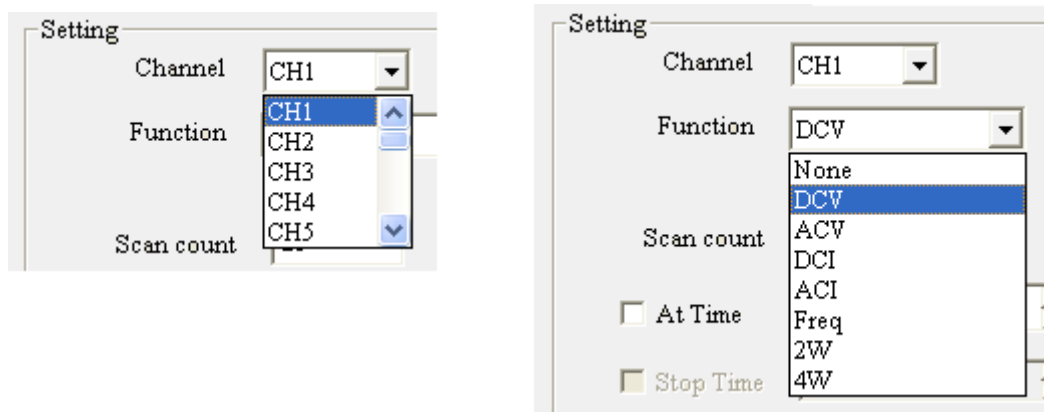 Setting
Channel CH1
CH1
Function
CH2
CH3
CH4
Scan count CH5
Setting
Channel CH1
Function DCV
None
DCV
Scan count ACV
DCI
ACI
At Time
Freq
2W
Stop Time 4W